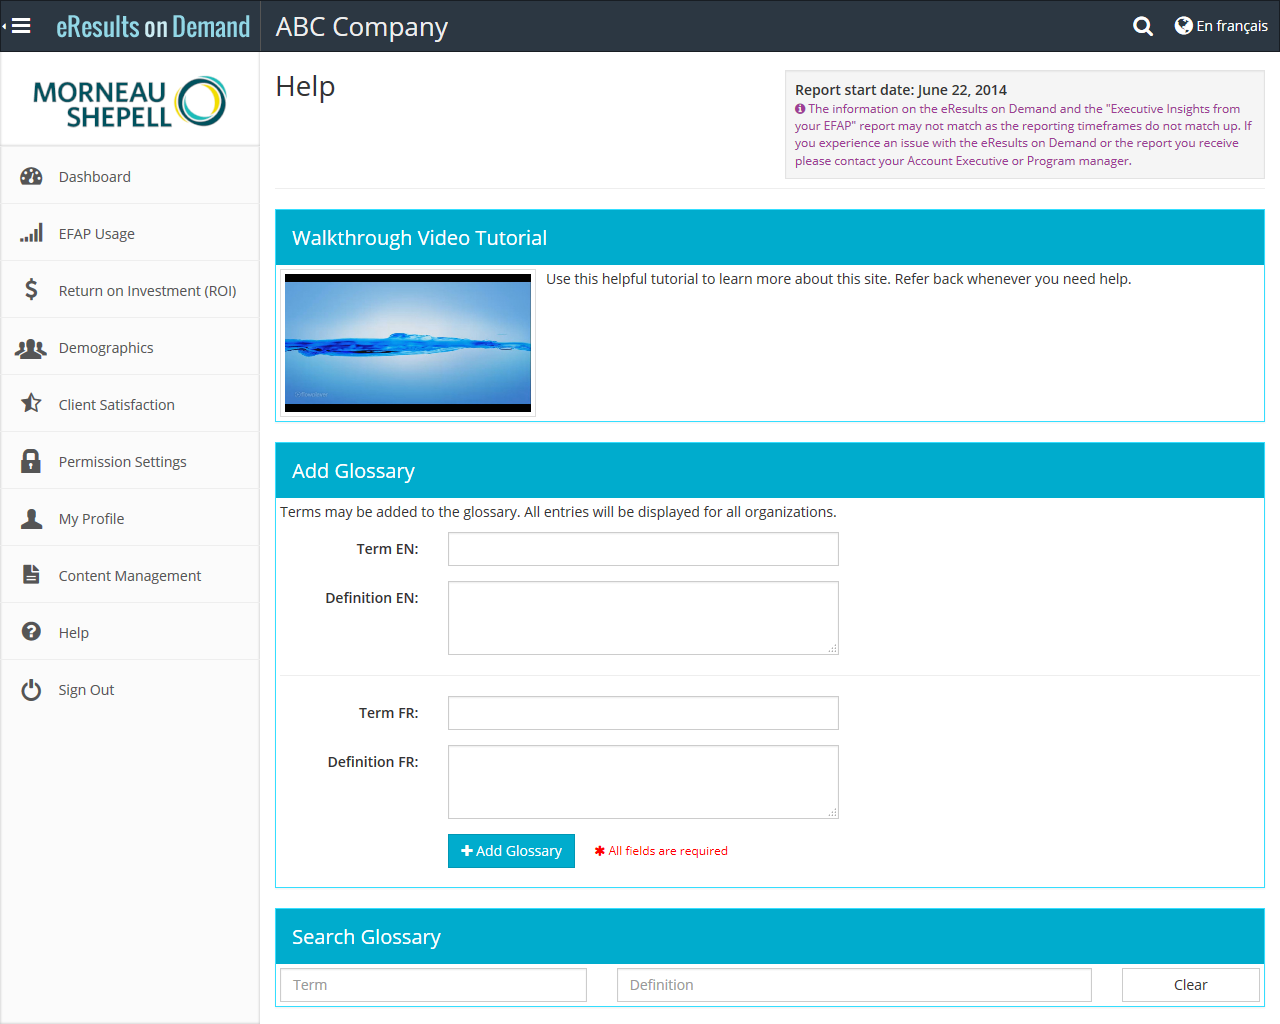 eResults on Demand
ABC Company
En français
MORNEAU
SHEPELL
Dashboard
EFAP Usage
Return on Investment (ROI)
Demographics
Client Satisfaction
Permission Settings
My Profile
Content Management
Help
Sign Out
Help
Report start date: June 22, 2014
The information on the eResults on Demand and the "Executive Insights from
your EFAP" report may not match as the reporting timeframes do not match up. If
you experience an issue with the eResults on Demand or the report you receive
please contact your Account Executive or Program manager.
Walkthrough Video Tutorial
Use this helpful tutorial to learn more about this site. Refer back whenever you need help.
Add Glossary
Terms may be added to the glossary. All entries will be displayed for all organizations.
Term EN:
Definition EN:
Term FR:
Definition FR:
Add Glossary
All fields are required
Search Glossary
Term
Definition
Clear